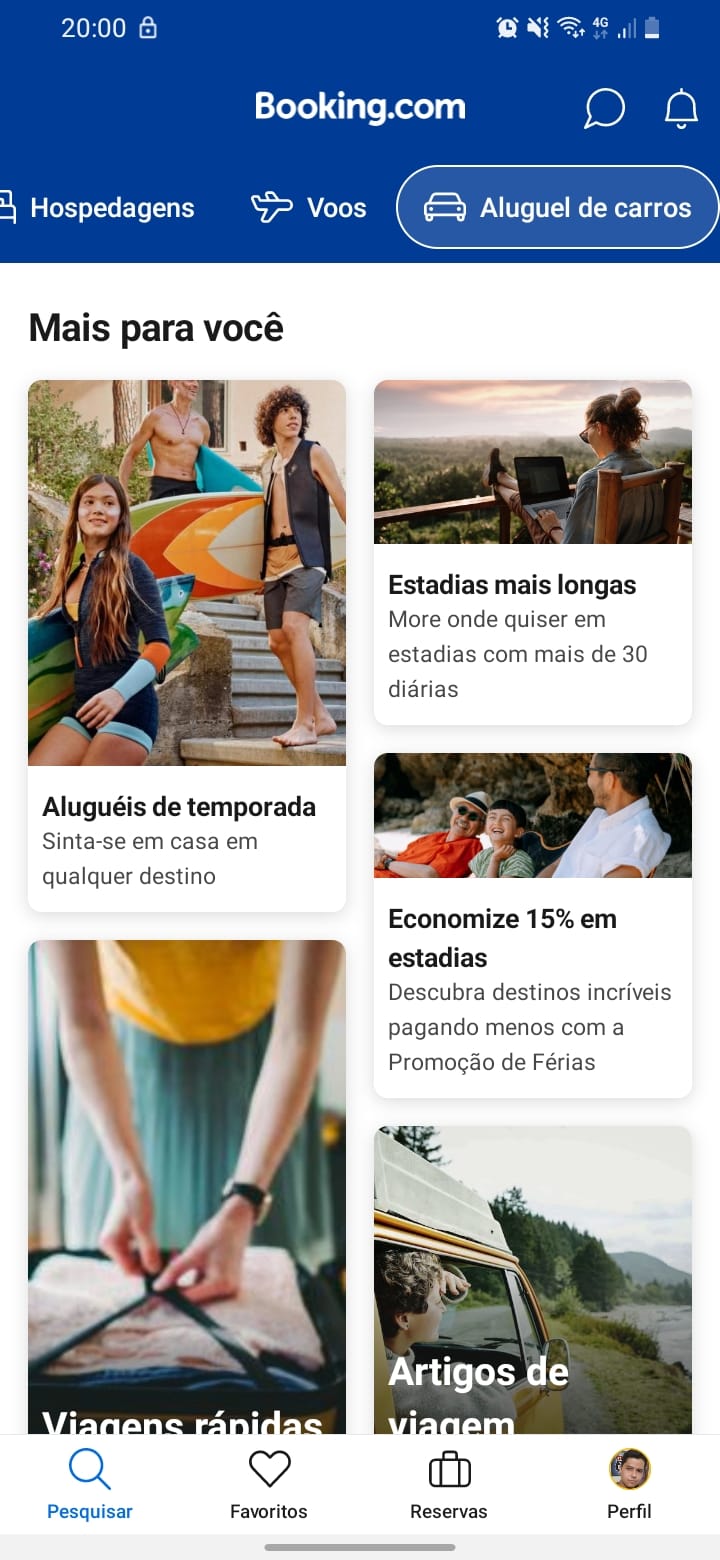 20:00
4G
Booking.com
Hospedagens
Voos
Aluguel de carros
Mais para você
Aluguéis de temporada
Sinta-se em casa em
qualquer destino
Estadias mais longas
More onde quiser em
estadias com mais de 30
diárias
Economize 15% em
estadias
Descubra destinos incríveis
pagando menos com a
Promoção de Férias
Viagens rápidas
Artigos de
viagem
Pesquisar
Favoritos
Reservas
Perfil